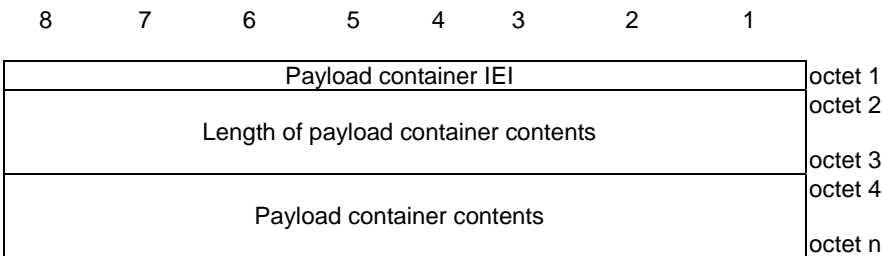 8 7 6 5 4 3 2 1
Payload container IEI octet 1
octet 2
Length of payload container contents
octet 3
octet 4
Payload container contents
octet n